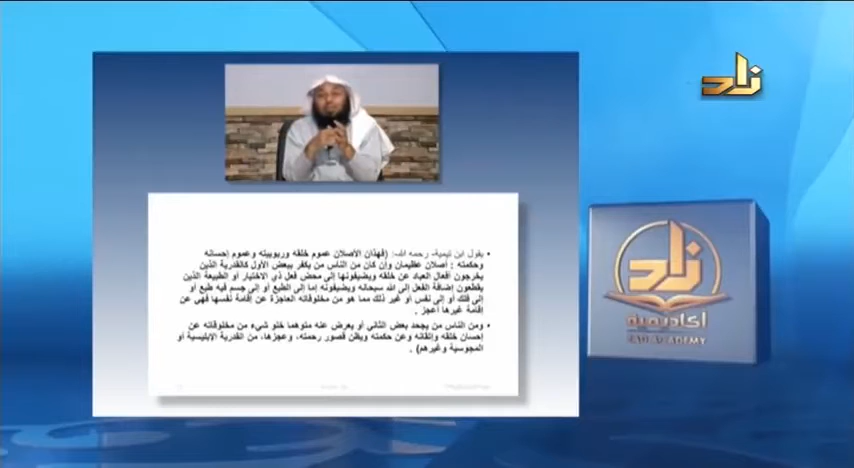 زاد
• يقول ابن تيمية- رحمه الله-: (فهذان الأصلان عموم خلقه وربوبيته وعموم إحسانه
وحكمته : أصلان عظيمان وإن كان من الناس من يكفر ببعض الأول كالقدرية الذين
يخرجون أفعال العباد عن خلقه ويضيفونها إلى محض فعل ذي الاختيار أو الطبيعة الذين
يقطعون إضافة الفعل إلى الله سبحانه ويضيفونه إما إلى الطبع أو إلى جسم فيه طبع أو
إلى فلك أو إلى نفس أو غير ذلك مما هو من مخلوقاته العاجزة عن إقامة نفسها فهي عن
إقامة غيرها أعجز .
• ومن الناس من يجحد بعض الثاني أو يعرض عنه متوهما خلو شيء من مخلوقاته عن
إحسان خلقه وإتقانه وعن حكمته ويظن قصور رحمته، وعجزها، من القدرية الإبليسية أو
المجوسية وغيرهم) .
زاد
أكاديمية
ZAD ACADEMY